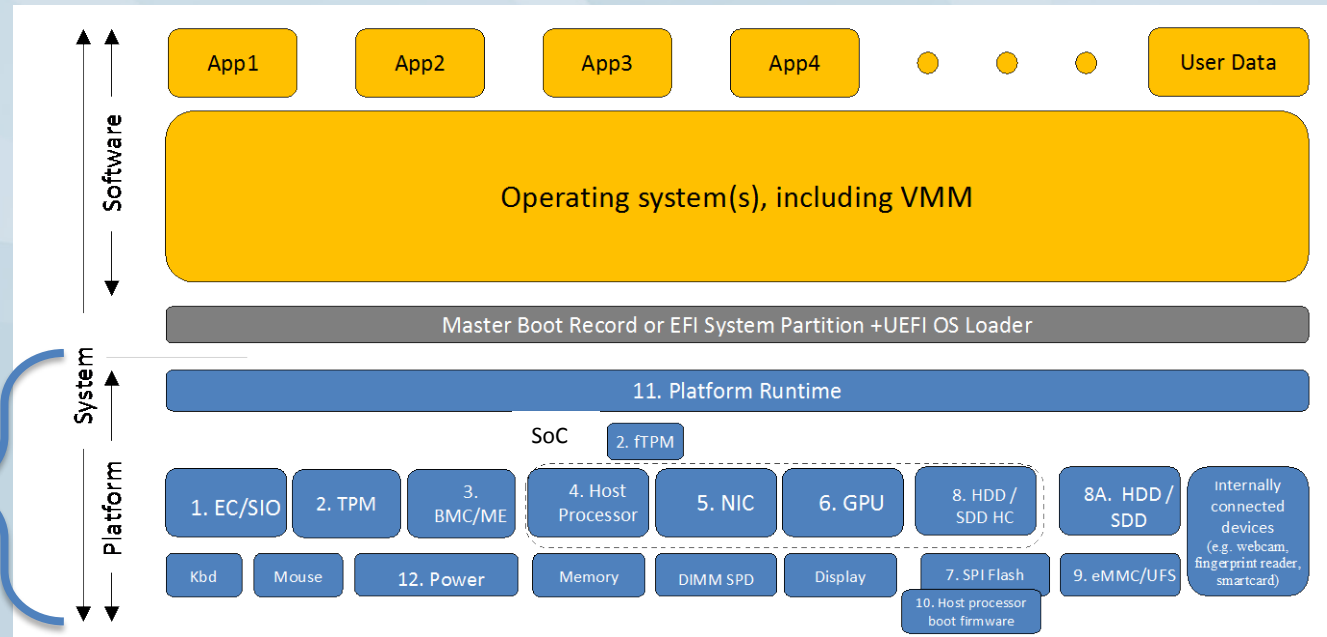 App1
App2
App3
App4
User Data
Software
Operating system(s), including VMM
Master Boot Record or EFI System Partition +UEFI OS Loader
System
11. Platform Runtime
SoC
2. fTPM
Platform
1. EC/SIO
2. TPM
3.
BMC/ME
4. Host
Processor
5. NIC
6. GPU
8. HDD /
SDD HC
8A. HDD /
SDD
Internally
connected
devices
(e.g. webcam,
fingerprint reader,
smartcard)
Kbd
Mouse
12. Power
Memory
DIMM SPD
Display
7. SPI Flash
9. eMMC/UFS
10. Host processor
boot firmware